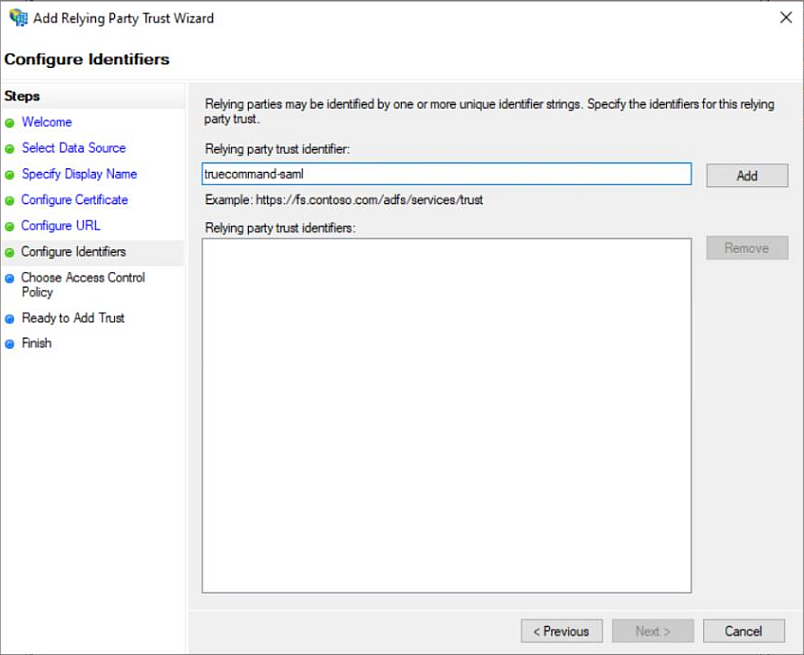 Add Relying Party Trust Wizard
Configure Identifiers
Steps
Welcome
Select Data Source
Specify Display Name
Configure Certificate
Configure URL
Configure Identifiers
Choose Access Control
Policy
Ready to Add Trust
Finish
Relying parties may be identified by one or more unique identifier strings. Specify the identifiers for this relying
party trust.
Relying party trust identifier:
truecommand-saml
Add
Example: https://fs.contoso.com/adfs/services/trust
Relying party trust identifiers:
Remove
< Previous
Next >
Cancel